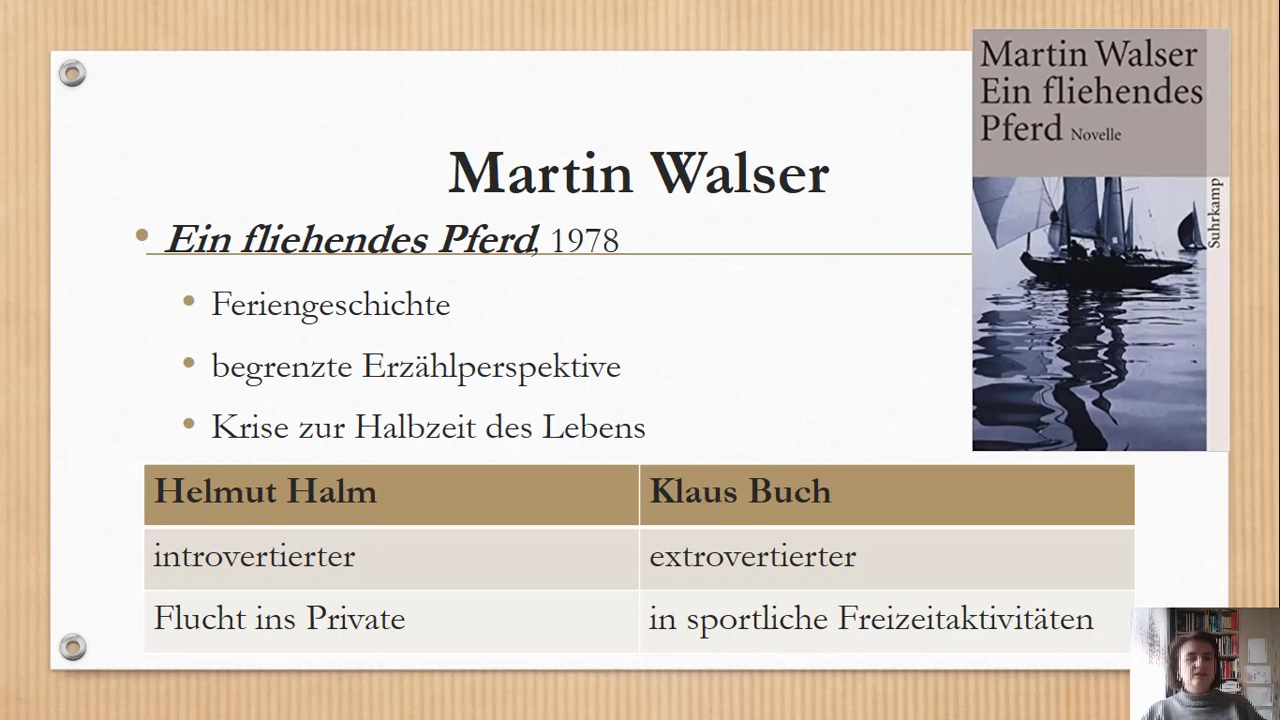 Martin Walser
Ein fliehendes Pferd, 1978
Feriengeschichte
begrenzte Erzählperspektive
Krise zur Halbzeit des Lebens
Helmut Halm Klaus Buch
introvertierter extrovertierter
Flucht ins Private in sportliche Freizeitaktivitäten
Martin Walser
Ein fliehendes
Pferd Novelle
Suhrkamp